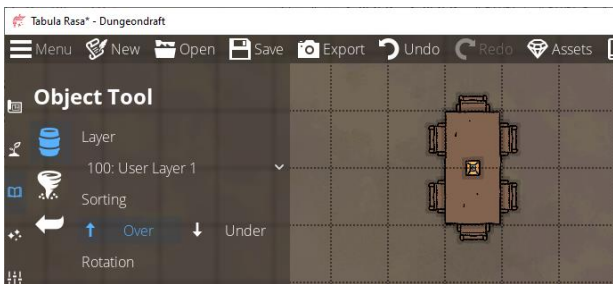 Tabula Rasa* - Dungeondraft
Menu New Open Save Export Undo Redo Assets
Object Tool
Layer
100: User Layer 1
Sorting
Over Under
Rotation